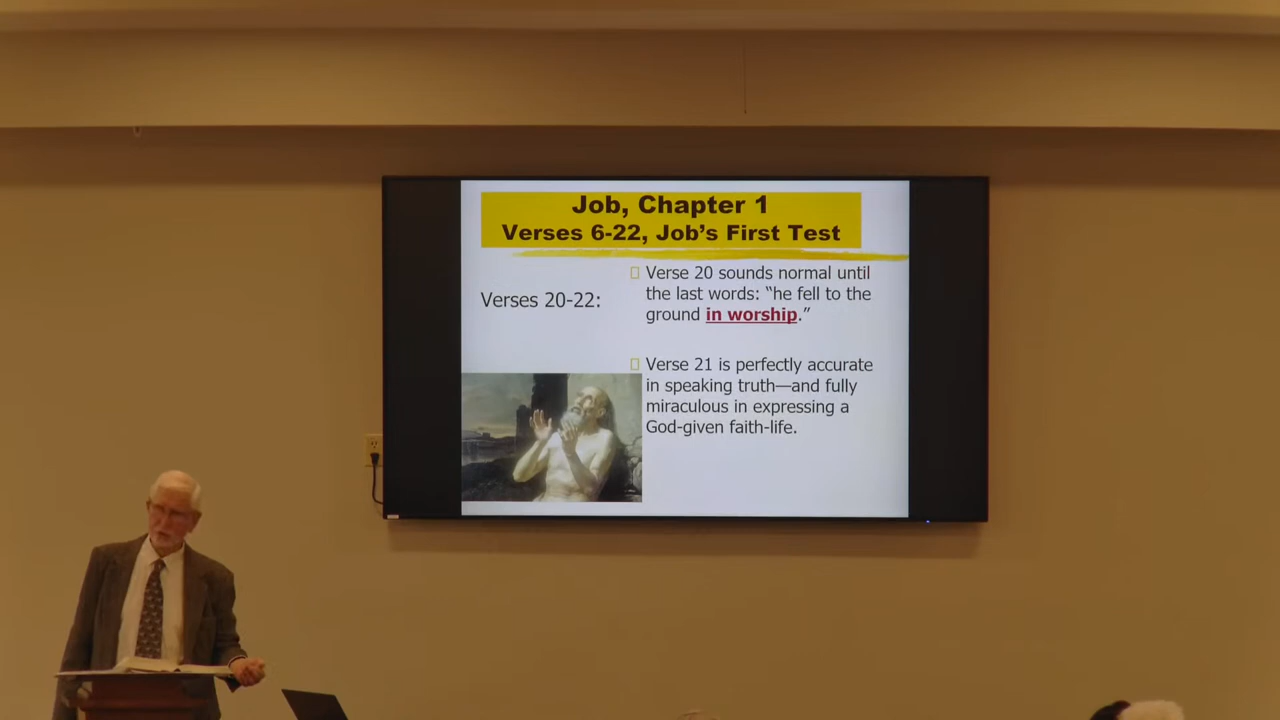 Job, Chapter 1
Verses 6-22, Job's First Test
Verses 20-22:
Verse 20 sounds normal until
the last words: “he fell to the
ground in worship.”
Verse 21 is perfectly accurate
in speaking truth—and fully
miraculous in expressing a
God-given faith-life.